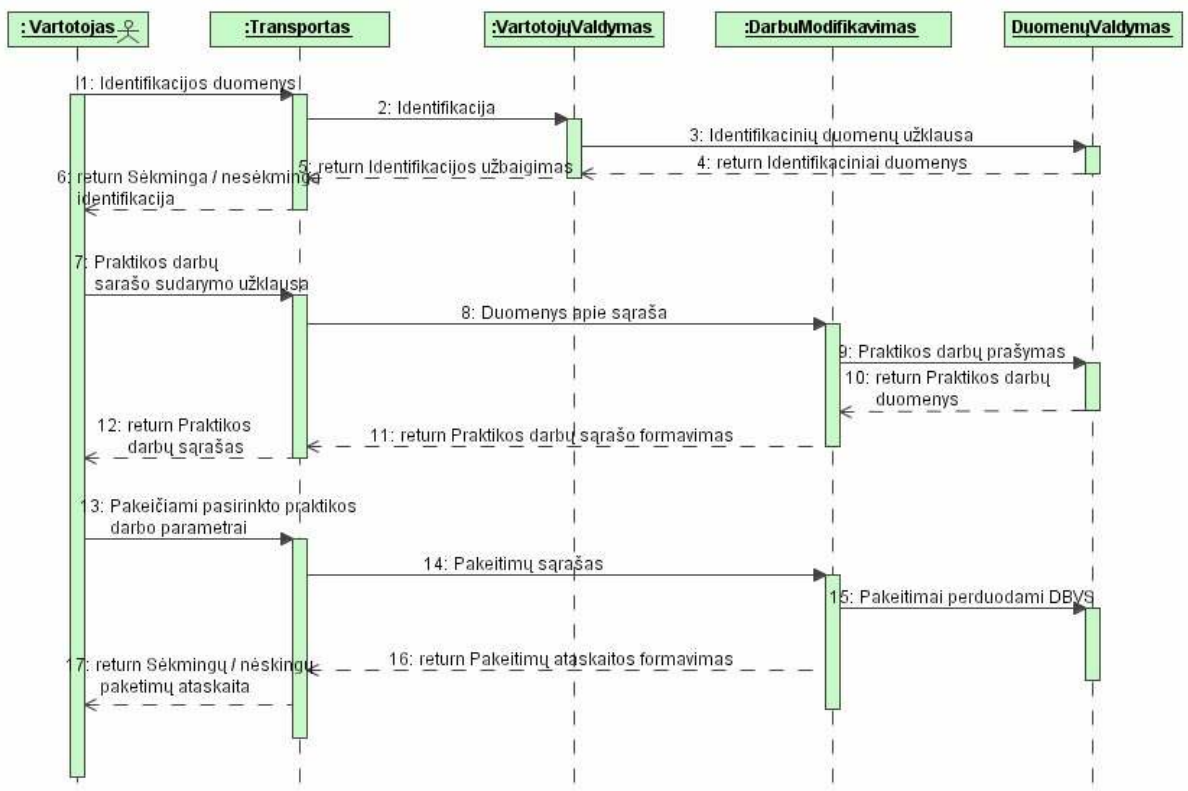 : Vartotojas
:Transportas
:VartotojųValdymas
:DarbuModifikavimas
DuomenųValdymas
1: Identifikacijos duomenys
2: Identifikacija
3: Identifikacinių duomenų užklausa
4: return Identifikaciniai duomenys
5: return Identifikacijos užbaigimas
6: return Sėkminga / nesėkminga
identifikacija
7: Praktikos darbų
sarašo sudarymo užklausa
8: Duomenys apie sąraša
9: Praktikos darbų prašymas
10: return Praktikos darbų
duomenys
11: return Praktikos darbų sąrašo formavimas
12: return Praktikos
darbų sąrašas
13: Pakeičiami pasirinkto praktikos
darbo parametrai
14: Pakeitimų sąrašas
15: Pakeitimai perduodami DBVS
16: return Pakeitimų ataskaitos formavimas
17: return Sėkmingų / nėskingų
paketimų ataskaita